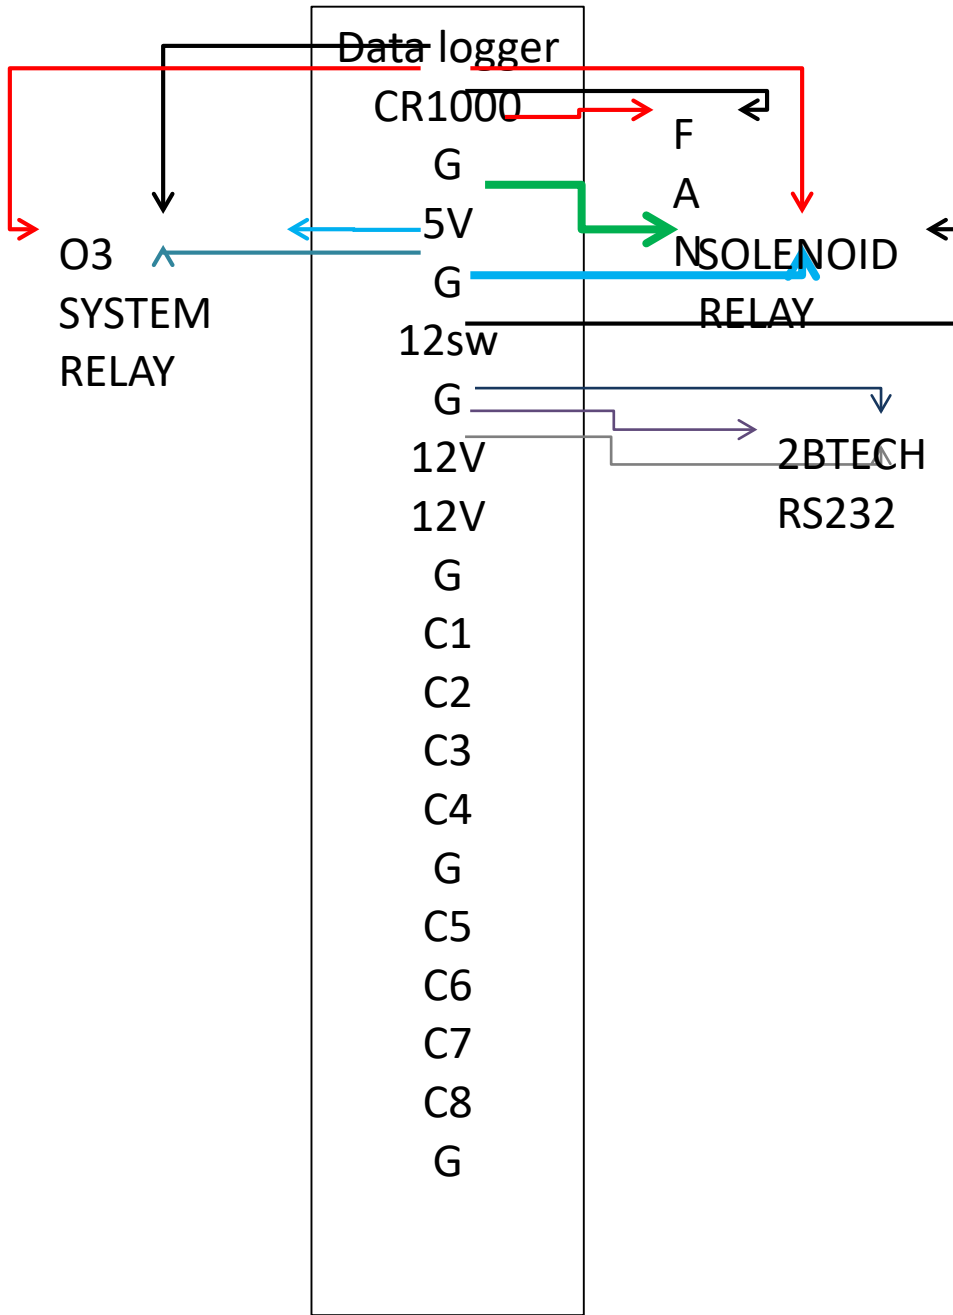 Data logger
CR1000
G
5V
G
12sw
G
12V
12V
G
C1
C2
C3
C4
G
C5
C6
C7
C8
G
O3
SYSTEM
RELAY
F
A
N
SOLENOID
RELAY
2BTECH
RS232